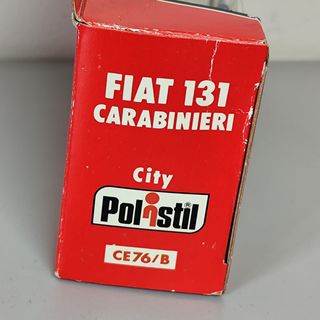 FIAT 131
CARABINIERI
City
Polistil®
CE76/B